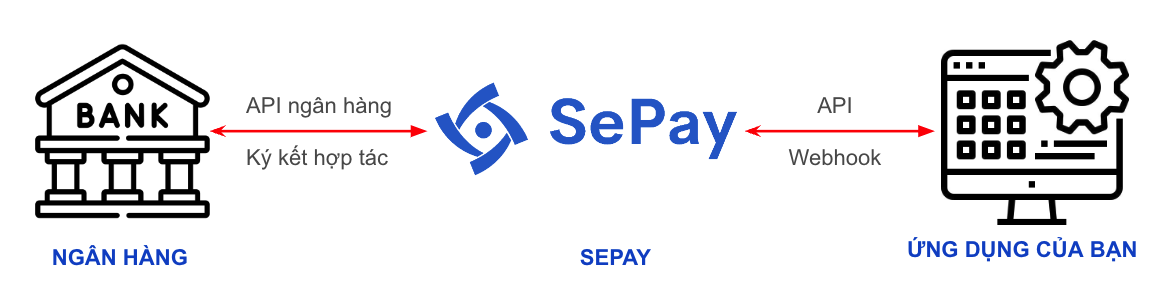 BANK
API ngân hàng
Ký kết hợp tác
SePay
API
Webhook
NGÂN HÀNG
SEPAY
ỨNG DỤNG CỦA BẠN